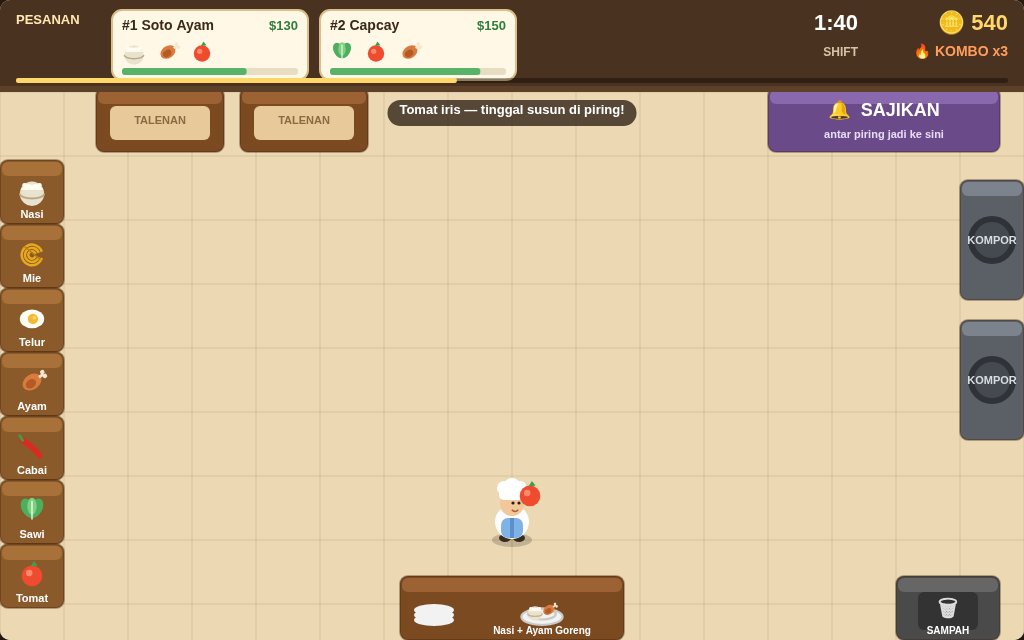 PESANAN
#1 Soto Ayam $130
#2 Capcay $150
1:40
SHIFT
540
KOMBO x3
TALENAN
TALENAN
Tomat iris — tinggal susun di piring!
SAJIKAN
antar piring jadi ke sini
Nasi
Mie
Telur
Ayam
Cabai
Sawi
Tomat
KOMPOR
KOMPOR
Nasi + Ayam Goreng
SAMPAH